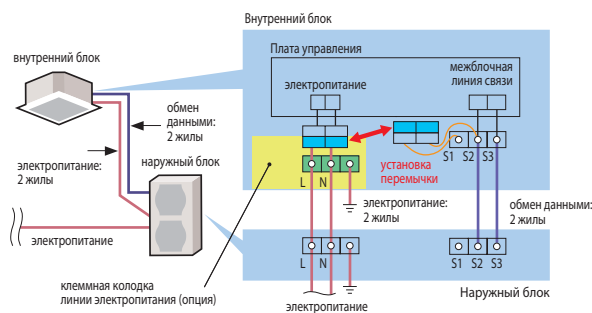 Внутренний блок
Плата управления
внутренний блок
межблочная
линия связи
электропитание
обмен
данными:
2 жилы
S1 S2 S3
электропитание:
2 жилы
наружный блок
установка
перемычки
L N
электропитание:
2 жилы
обмен данными:
2 жилы
электропитание
L N
S1 S2 S3
клеммная колодка
линии электропитания (опция)
Наружный блок
электропитание